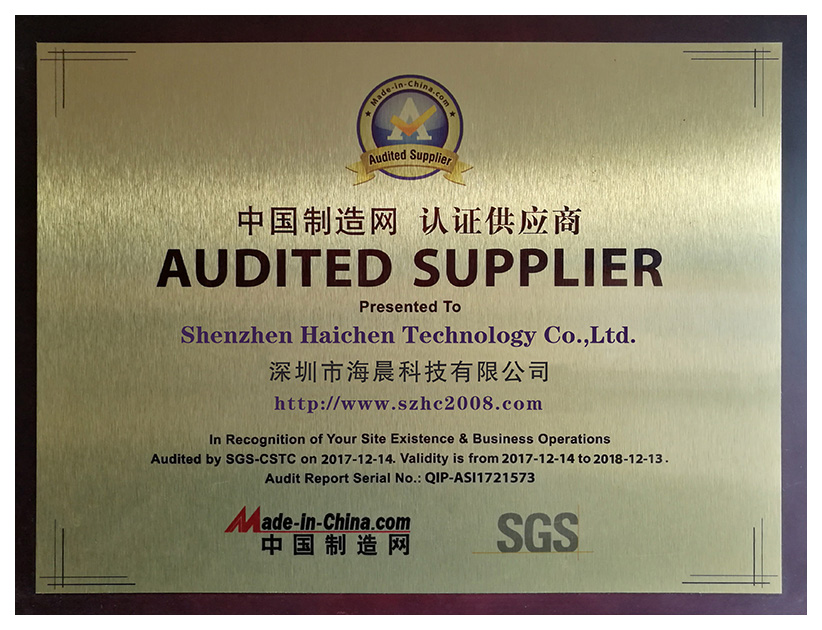 Made-in-China.com
A
Audited Supplier
中国制造网 认证供应商
AUDITED SUPPLIER
Presented To
Shenzhen Haichen Technology Co.,Ltd.
深圳市海晨科技有限公司
http://www.szhc2008.com
In Recognition of Your Site Existence & Business Operations
Audited by SGS-CSTC on 2017-12-14. Validity is from 2017-12-14 to 2018-12-13.
Audit Report Serial No.: QIP-ASI1721573
Made-in-China.com
中国制造网
SGS